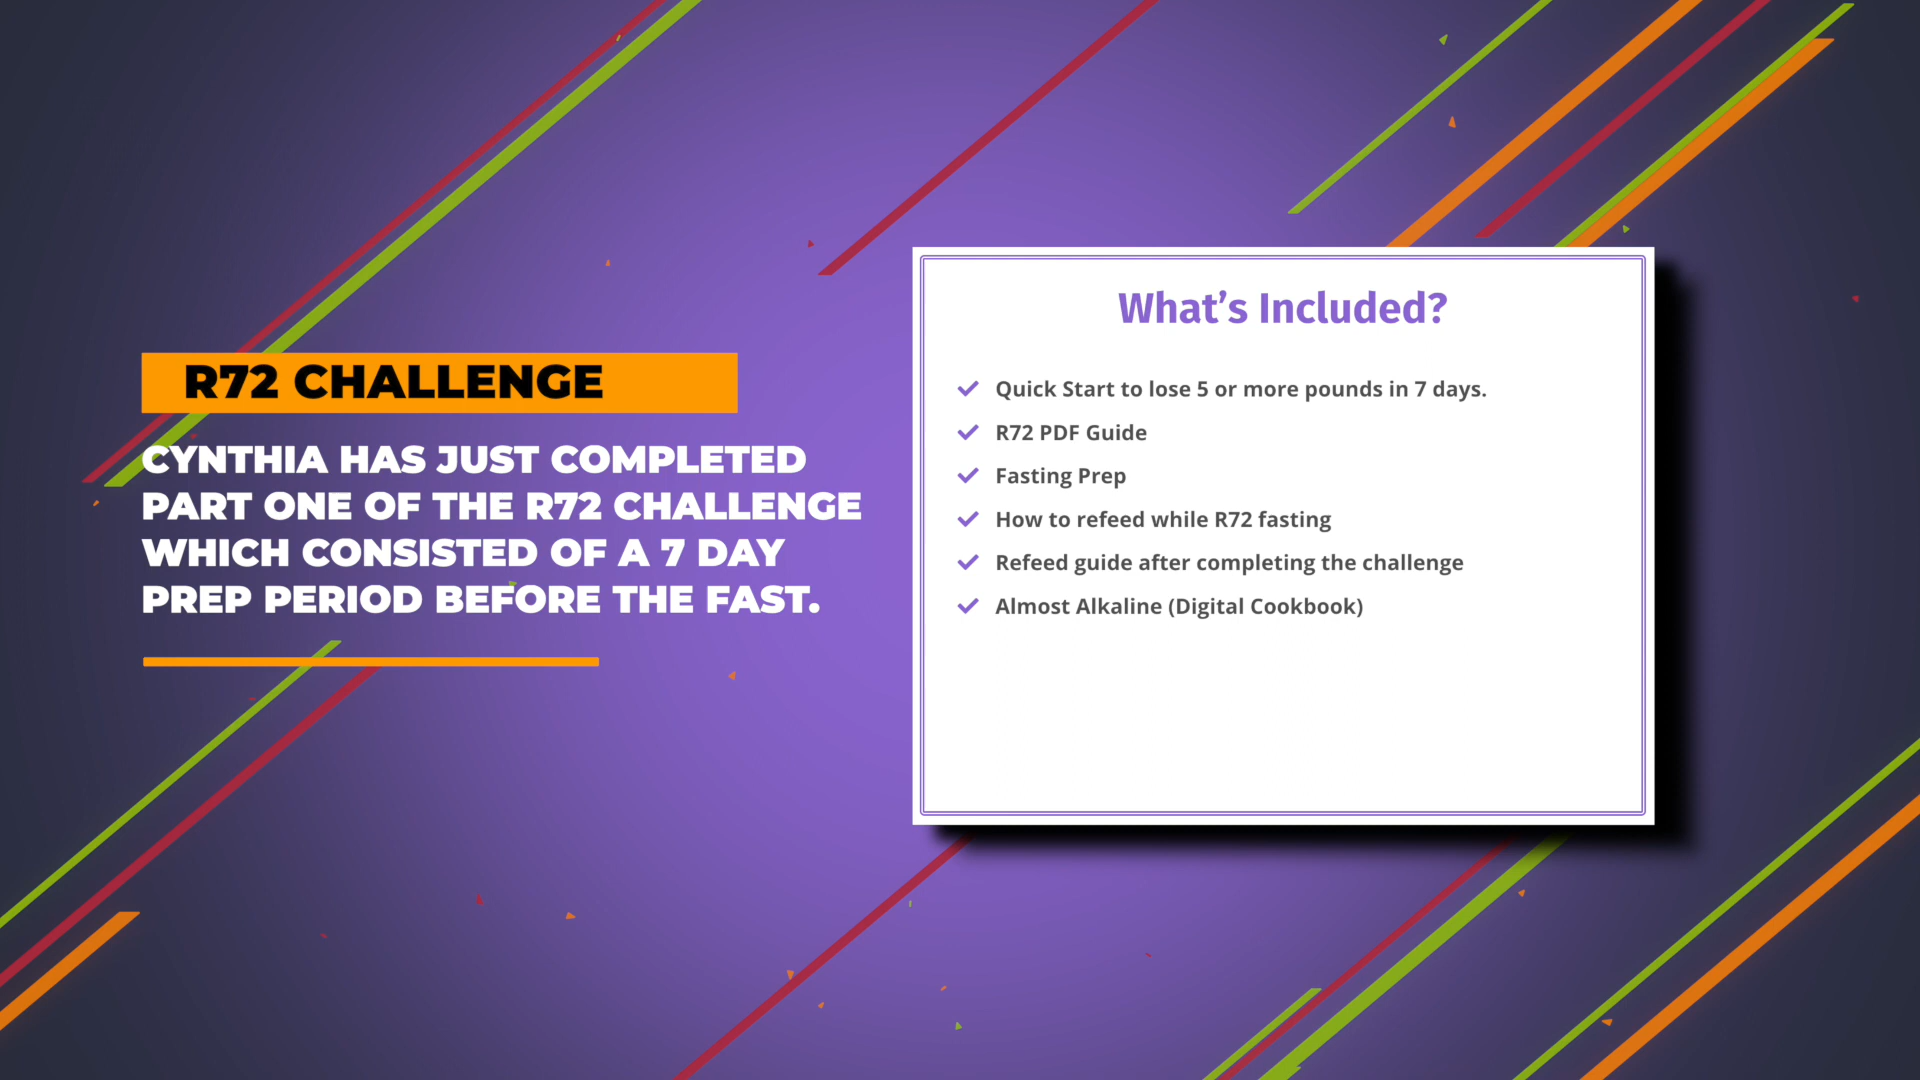 R72 CHALLENGE
CYNTHIA HAS JUST COMPLETED
PART ONE OF THE R72 CHALLENGE
WHICH CONSISTED OF A 7 DAY
PREP PERIOD BEFORE THE FAST.
What's Included?
Quick Start to lose 5 or more pounds in 7 days.
R72 PDF Guide
Fasting Prep
How to refeed while R72 fasting
Refeed guide after completing the challenge
Almost Alkaline (Digital Cookbook)